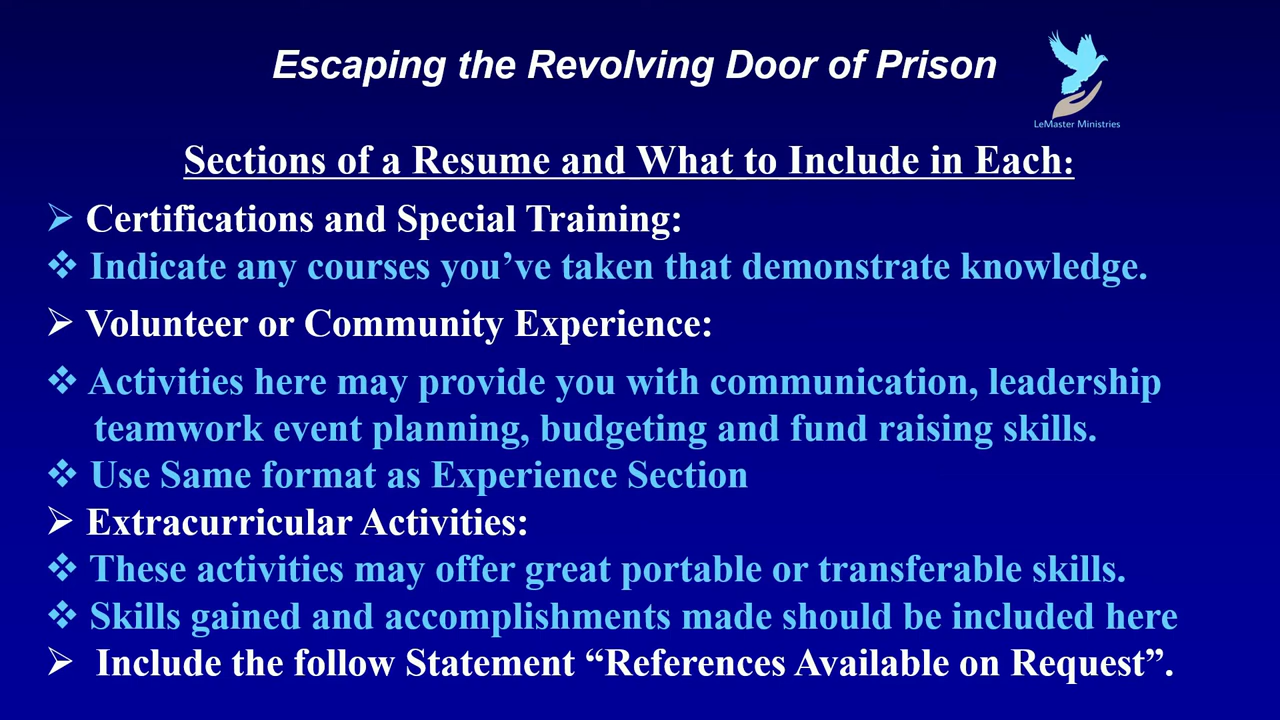 Escaping the Revolving Door of Prison
LeMaster Ministries
Sections of a Resume and What to Include in Each:
➢ Certifications and Special Training:
❖ Indicate any courses you’ve taken that demonstrate knowledge.
➢ Volunteer or Community Experience:
❖ Activities here may provide you with communication, leadership
teamwork event planning, budgeting and fund raising skills.
❖ Use Same format as Experience Section
➢ Extracurricular Activities:
❖ These activities may offer great portable or transferable skills.
❖ Skills gained and accomplishments made should be included here
➢ Include the follow Statement “References Available on Request”.